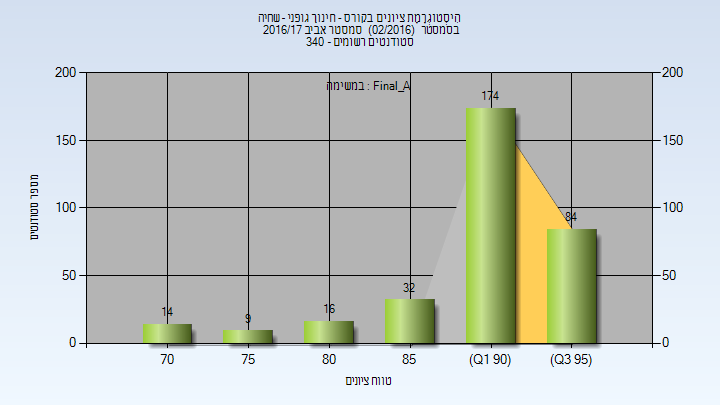 היסטוגרמת ציונים בקורס - חינוך גופני - שחיה
בסמסטר (02/2016) סמסטר אביב 2016/17
סטודנטים רשומים - 340
במשימה : Final_A
200
150
100
50
0
200
150
100
50
0
מספר סטודנטים
14
9
16
32
174
84
70
75
80
85
(Q1 90)
(Q3 95)
טווח ציונים